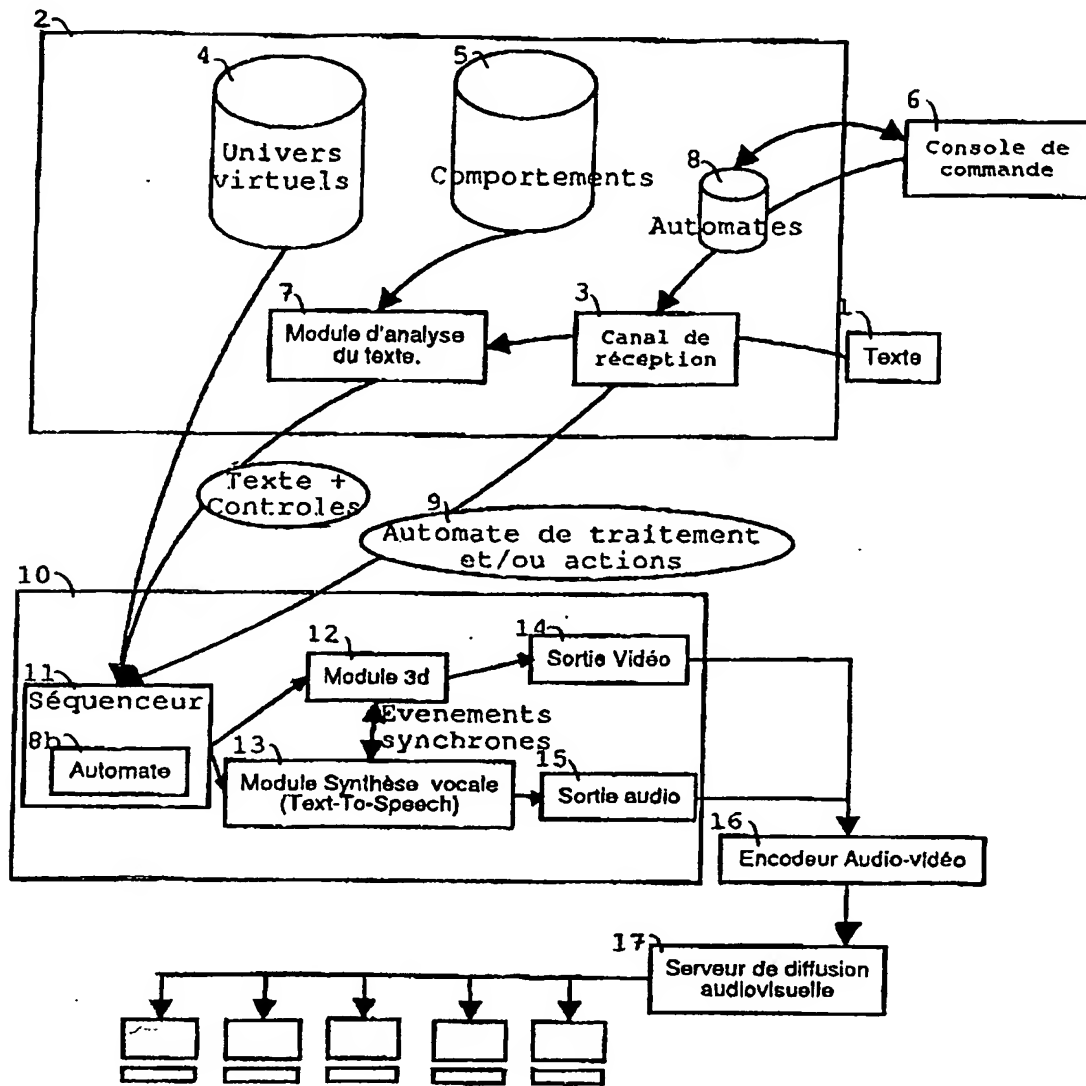 2
4
5
6
Univers
virtuels
Comportements
8
Automates
Console de
commande
7
Module d'analyse
du texte.
3
Canal de
réception
1
Texte
Texte +
Controles
9
Automate de traitement
et/ou actions
10
11
Séquenceur
8b
Automate
12
Module 3d
Evenements
synchrones
13
Module Synthèse vocale
(Text-To-Speech)
14
Sortie Vidéo
15
Sortie audio
16
Encodeur Audio-vidéo
17
Serveur de diffusion
audiovisuelle